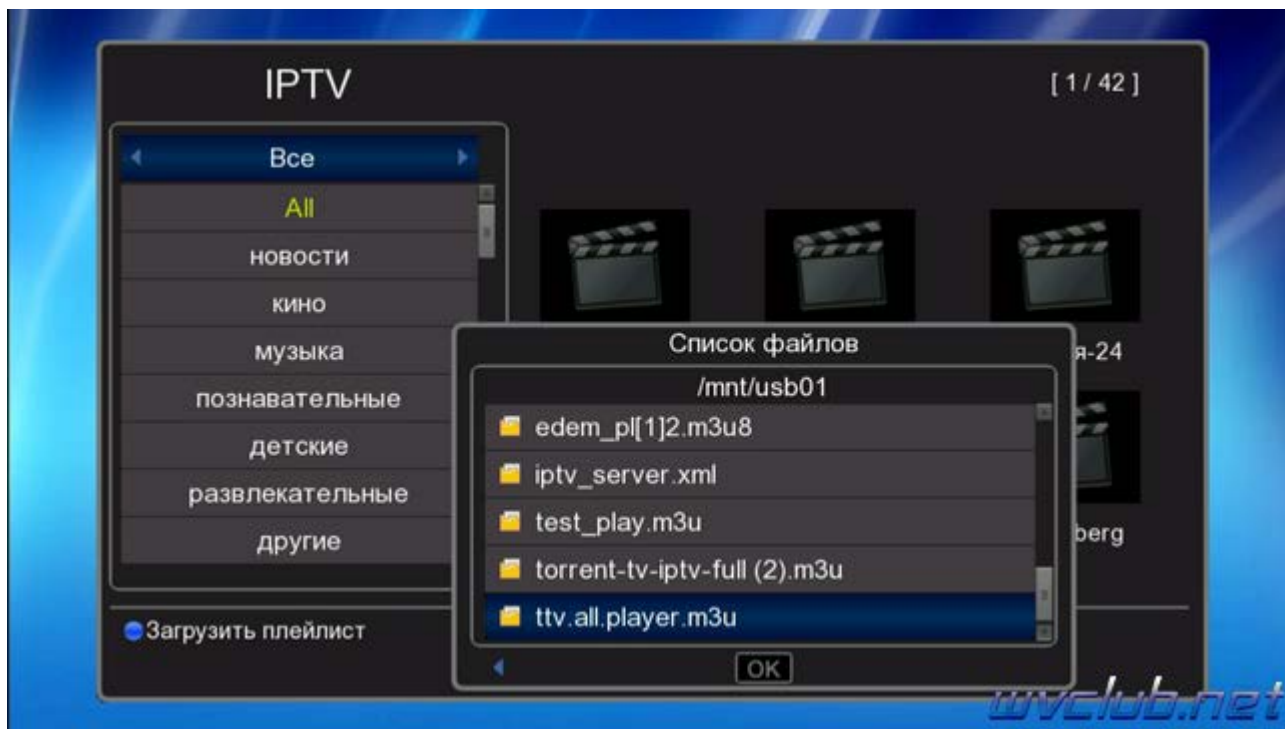 IPTV
[ 1 / 42 ]
Все
All
новости
кино
музыка
познавательные
детские
развлекательные
другие
я-24
berg
Список файлов
/mnt/usb01
edem_pl[1]2.m3u8
iptv_server.xml
test_play.m3u
torrent-tv-iptv-full (2).m3u
ttv.all.player.m3u
OK
Загрузить плейлист
wvclub.net